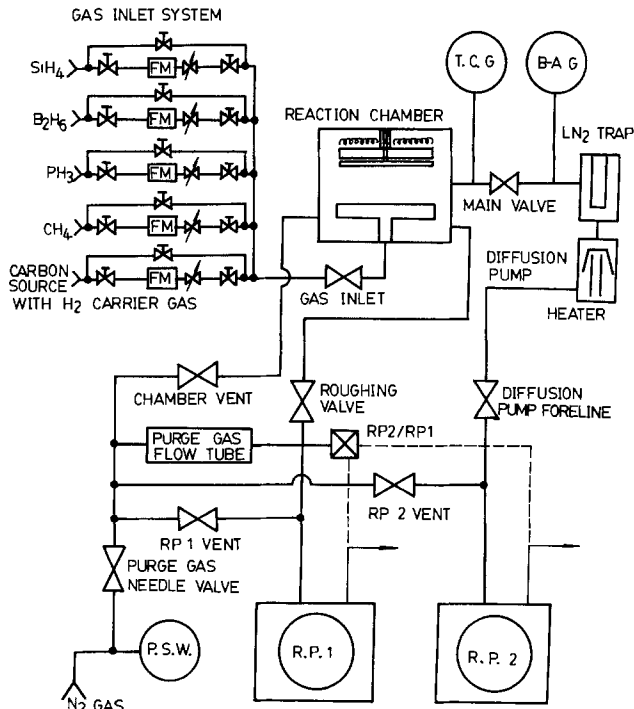 GAS INLET SYSTEM
SiH4
FM
B2H6
FM
PH3
FM
CH4
FM
CARBON
SOURCE
WITH H2 CARRIER GAS
FM
T.C.G
B-A G
REACTION CHAMBER
LN2 TRAP
MAIN VALVE
GAS INLET
DIFFUSION
PUMP
HEATER
CHAMBER VENT
ROUGHING
VALVE
DIFFUSION
PUMP FORELINE
PURGE GAS
FLOW TUBE
RP2/RP1
RP 2 VENT
RP 1 VENT
PURGE GAS
NEEDLE VALVE
P.S.W.
R.P.1
R.P. 2
N2 GAS